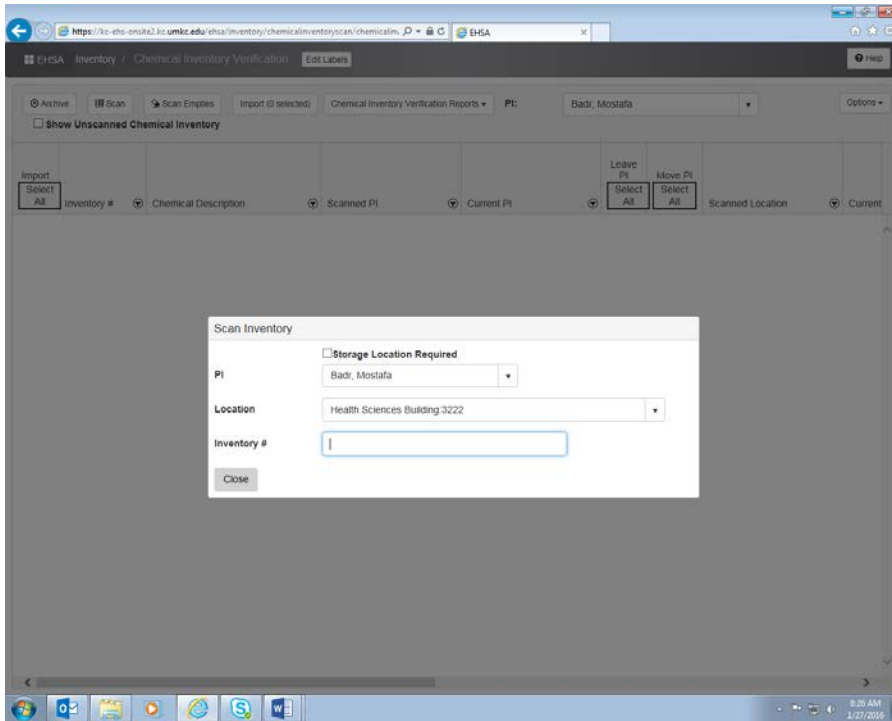 https://kc-ehs-onsite2.kc.umkc.edu/ehsa/inventory/chemicalinventoryscan/chemicalinv
EHSA
EHSA Inventory / Chemical Inventory Verification Edit Labels Help
Archive Scan Scan Empties Import (0 selected) Chemical Inventory Verification Reports PI: Badr, Mostafa Options
Show Unscanned Chemical Inventory
Import Select All Inventory # Chemical Description Scanned PI Current PI Leave PI Select All Move PI Select All Scanned Location Current
Scan Inventory
Storage Location Required
PI Badr, Mostafa
Location Health Sciences Building:3222
Inventory #
Close
8:26 AM
1/27/2016